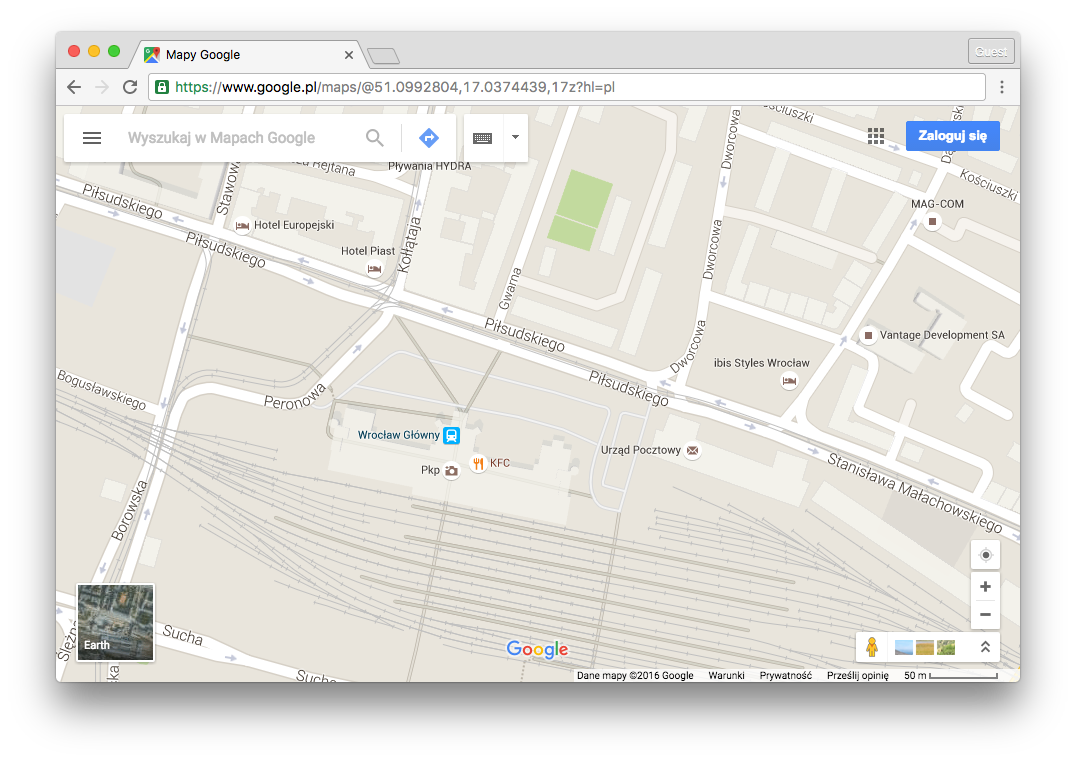 Mapy Google
Guest
https://www.google.pl/maps/@51.0992804,17.0374439,17z?hl=pl
Wyszukaj w Mapach Google
Zaloguj się
Kościuszki
Dworcowa
Rejtana
Pływania HYDRA
Stawowa
Kościuszki
Piłsudskiego
MAG-COM
Hotel Europejski
Kołłątaja
Piłsudskiego
Hotel Piast
Dworcowa
Gwarna
Piłsudskiego
Vantage Development SA
Dworcowa
ibis Styles Wrocław
Bogusławskiego
Peronowa
Piłsudskiego
Wrocław Główny
Urząd Pocztowy
Pkp
KFC
Stanisława Małachowskiego
Borowska
Earth
Ślężna
Sucha
Sucha
Google
Dane mapy ©2016 Google Warunki Prywatność Prześlij opinię 50 m